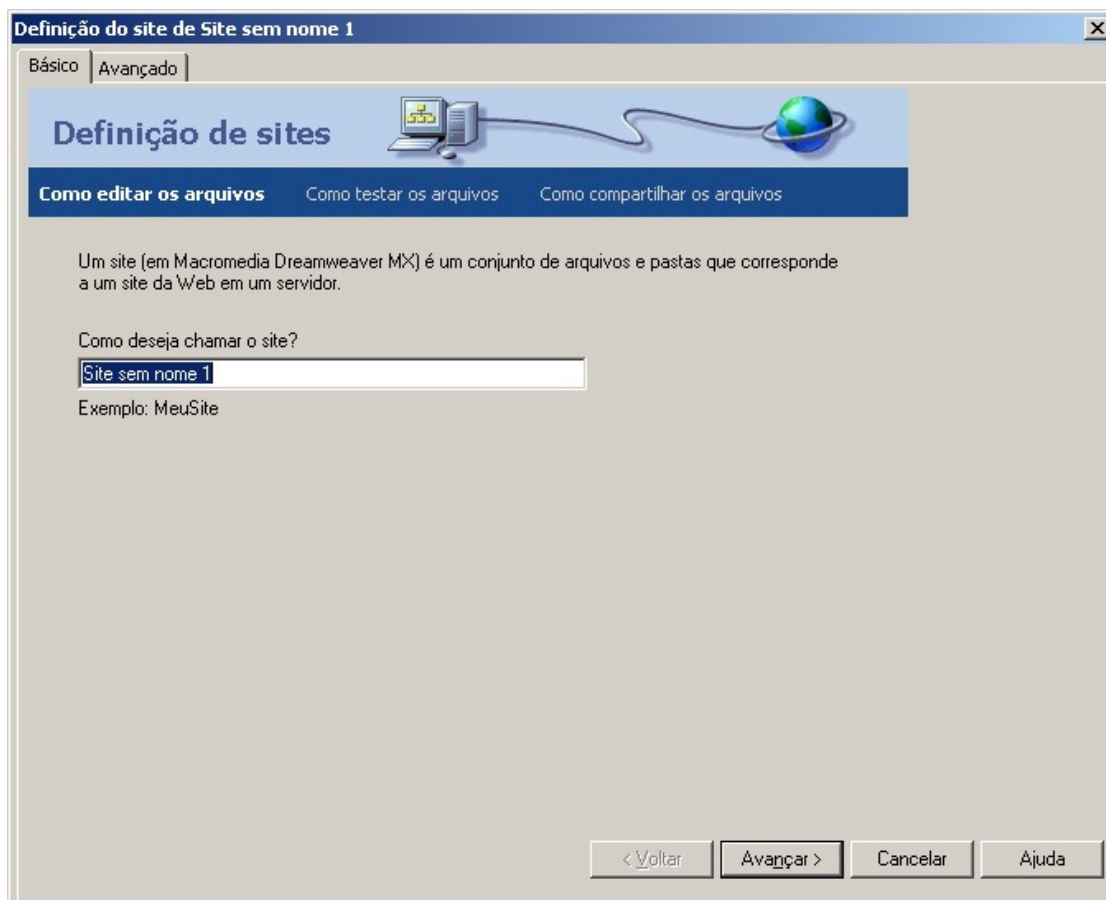 Definição do site de Site sem nome 1
Básico Avançado
Definição de sites
Como editar os arquivos Como testar os arquivos Como compartilhar os arquivos
Um site (em Macromedia Dreamweaver MX) é um conjunto de arquivos e pastas que corresponde
a um site da Web em um servidor.
Como deseja chamar o site?
Site sem nome 1
Exemplo: MeuSite
< Voltar Avançar > Cancelar Ajuda